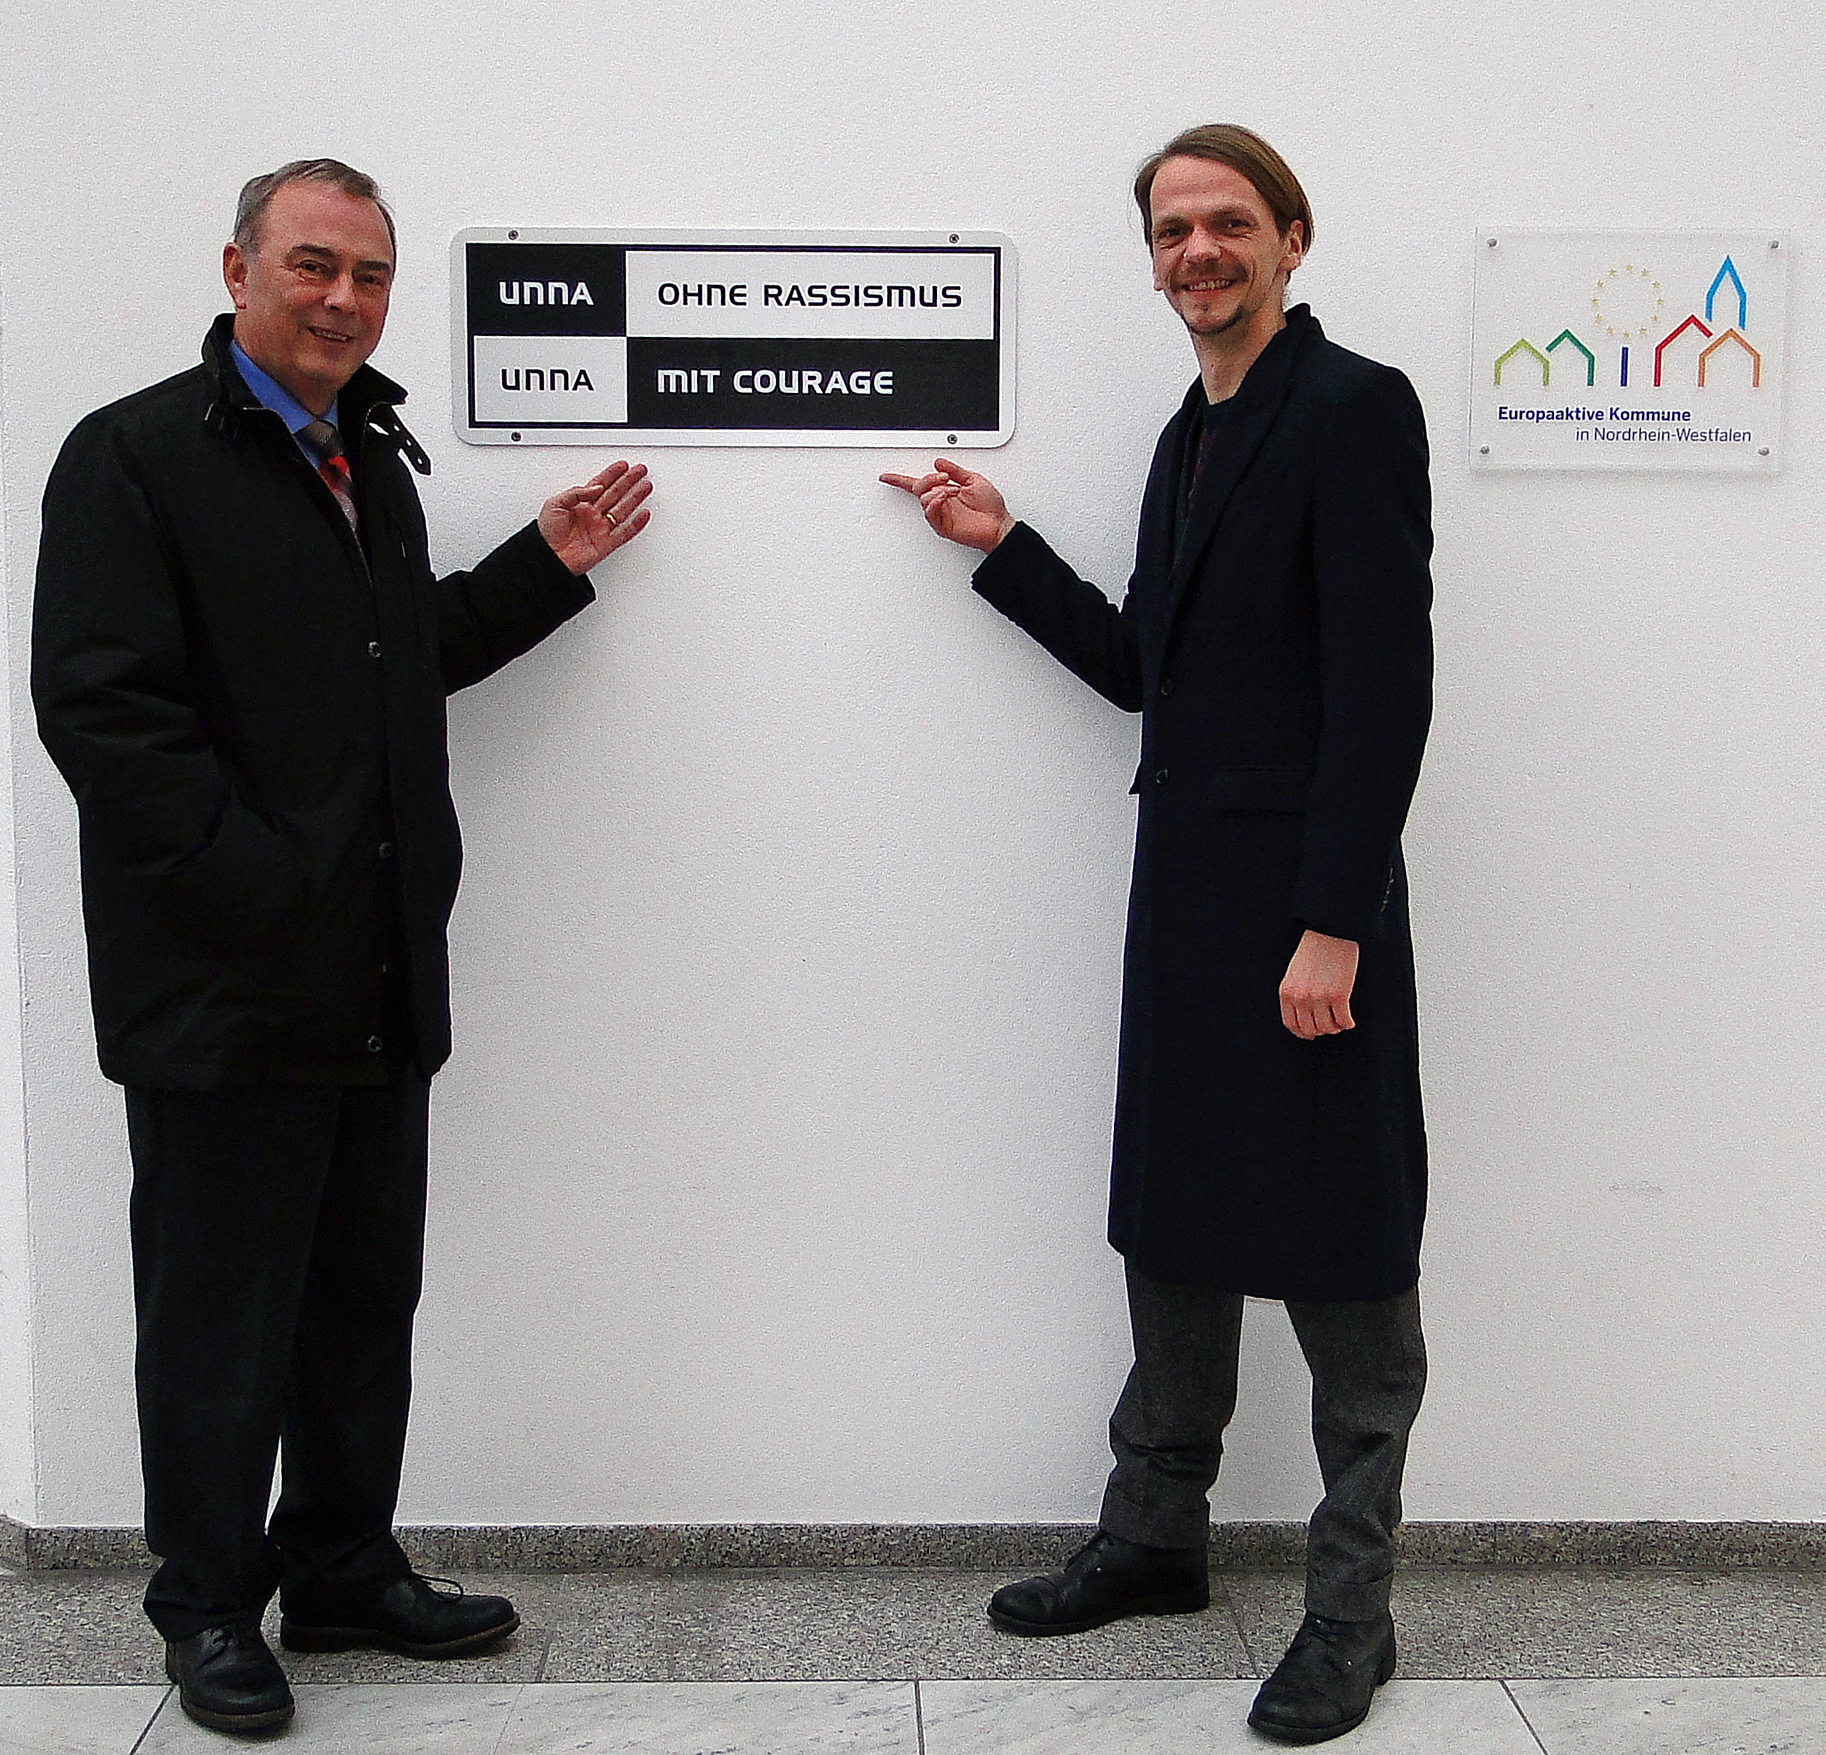 UNNA OHNE RASSISMUS
UNNA MIT COURAGE
Europaaktive Kommune
in Nordrhein-Westfalen